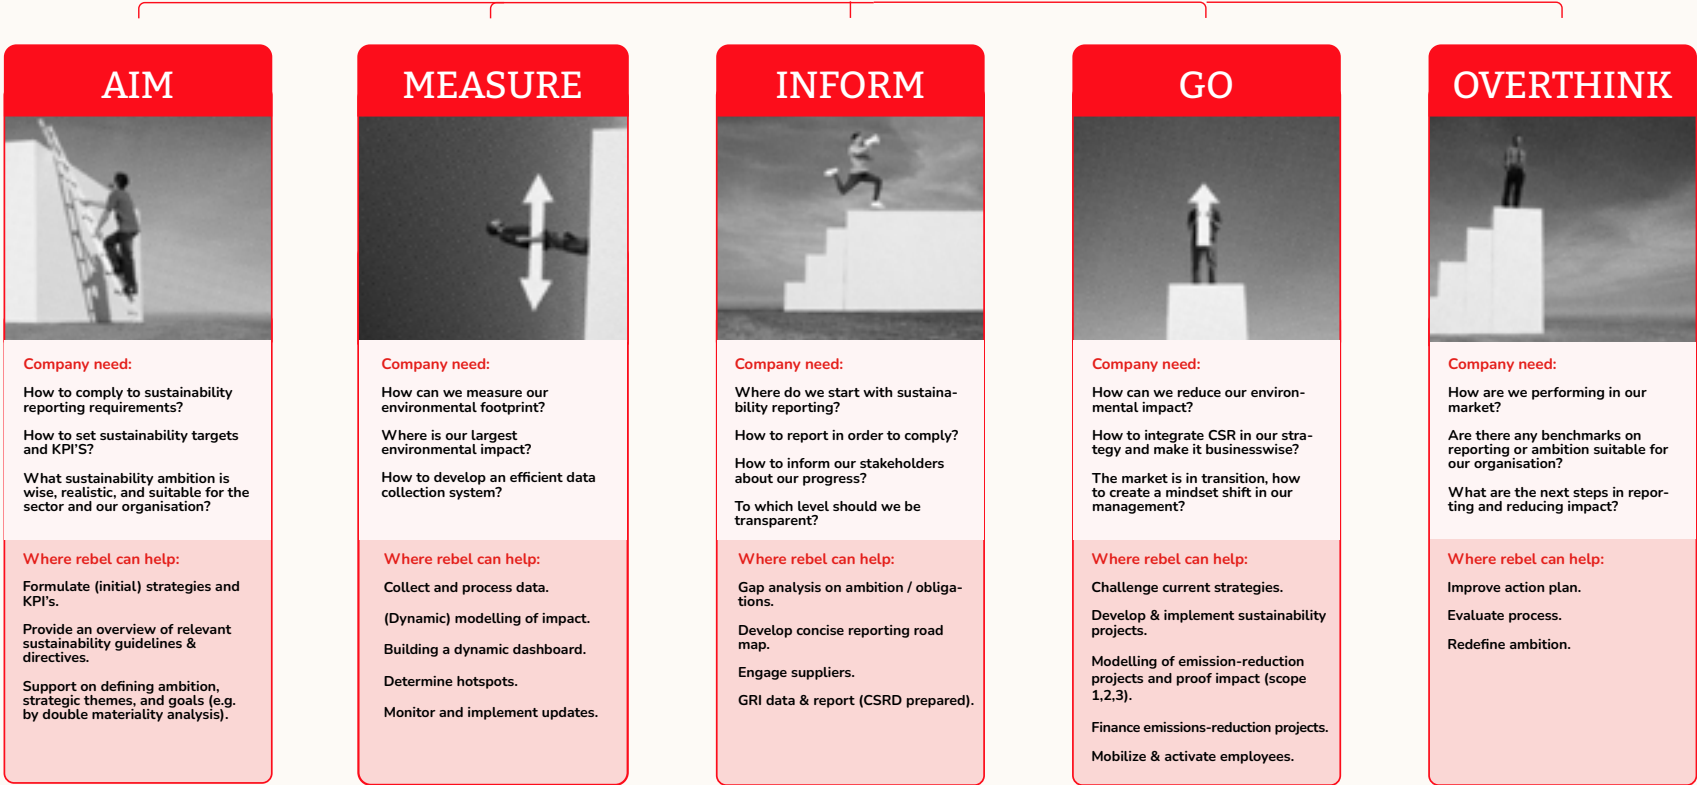 AIM
Company need:
How to comply to sustainability
reporting requirements?
How to set sustainability targets
and KPI'S?
What sustainability ambition is
wise, realistic, and suitable for the
sector and our organisation?
Where rebel can help:
Formulate (initial) strategies and
KPI's.
Provide an overview of relevant
sustainability guidelines &
directives.
Support on defining ambition,
strategic themes, and goals (e.g.
by double materiality analysis).
MEASURE
Company need:
How can we measure our
environmental footprint?
Where is our largest
environmental impact?
How to develop an efficient data
collection system?
Where rebel can help:
Collect and process data.
(Dynamic) modelling of impact.
Building a dynamic dashboard.
Determine hotspots.
Monitor and implement updates.
INFORM
Company need:
Where do we start with sustaina-
bility reporting?
How to report in order to comply?
How to inform our stakeholders
about our progress?
To which level should we be
transparent?
Where rebel can help:
Gap analysis on ambition / obliga-
tions.
Develop concise reporting road
map.
Engage suppliers.
GRI data & report (CSRD prepared).
GO
Company need:
How can we reduce our environ-
mental impact?
How to integrate CSR in our stra-
tegy and make it businesswise?
The market is in transition, how
to create a mindset shift in our
management?
Where rebel can help:
Challenge current strategies.
Develop & implement sustainability
projects.
Modelling of emission-reduction
projects and proof impact (scope
1,2,3).
Finance emissions-reduction projects.
Mobilize & activate employees.
OVERTHINK
Company need:
How are we performing in our
market?
Are there any benchmarks on
reporting or ambition suitable for
our organisation?
What are the next steps in repor-
ting and reducing impact?
Where rebel can help:
Improve action plan.
Evaluate process.
Redefine ambition.